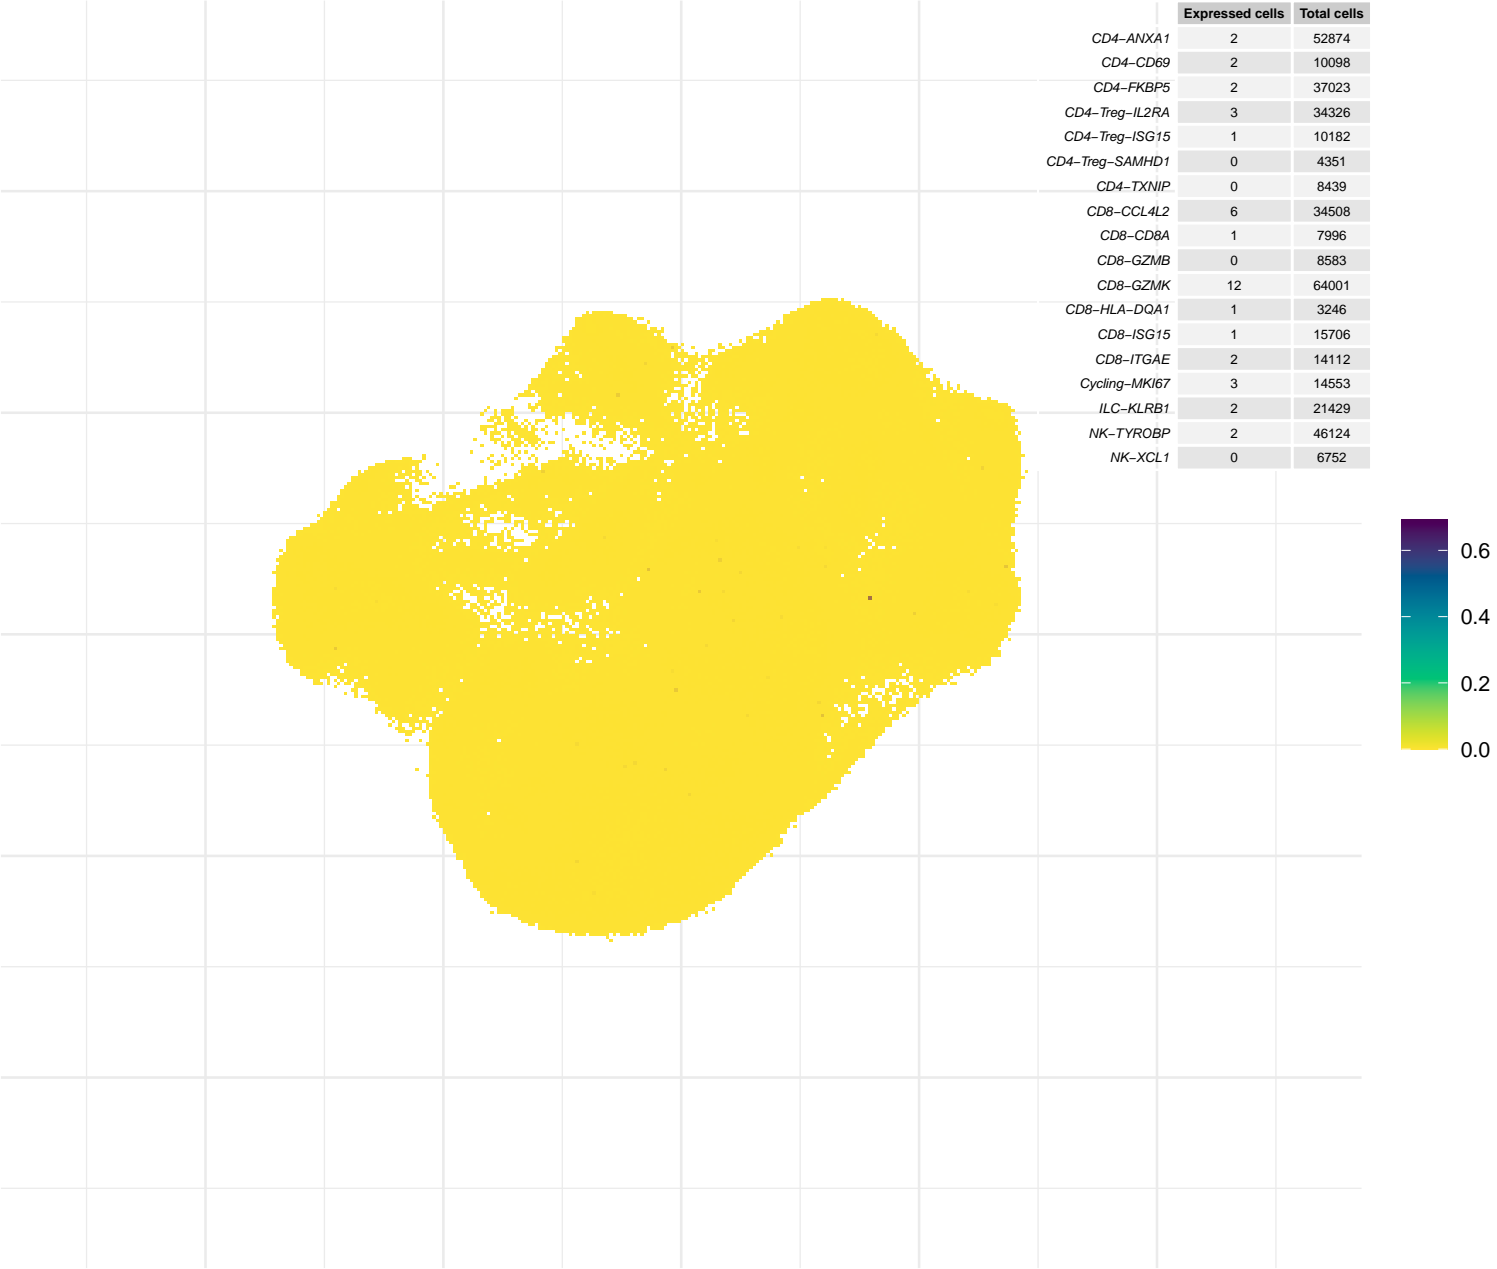 Expressed cells Total cells
CD4−ANXA1 2 52874
CD4−CD69 2 10098
CD4−FKBP5 2 37023
CD4−Treg−IL2RA 3 34326
CD4−Treg−ISG15 1 10182
CD4−Treg−SAMHD1 0 4351
CD4−TXNIP 0 8439
CD8−CCL4L2 6 34508
CD8−CD8A 1 7996
CD8−GZMB 0 8583
CD8−GZMK 12 64001
CD8−HLA−DQA1 1 3246
CD8−ISG15 1 15706
CD8−ITGAE 2 14112
Cycling−MKI67 3 14553
ILC−KLRB1 2 21429
NK−TYROBP 2 46124
NK−XCL1 0 6752
0.6
0.4
0.2
0.0